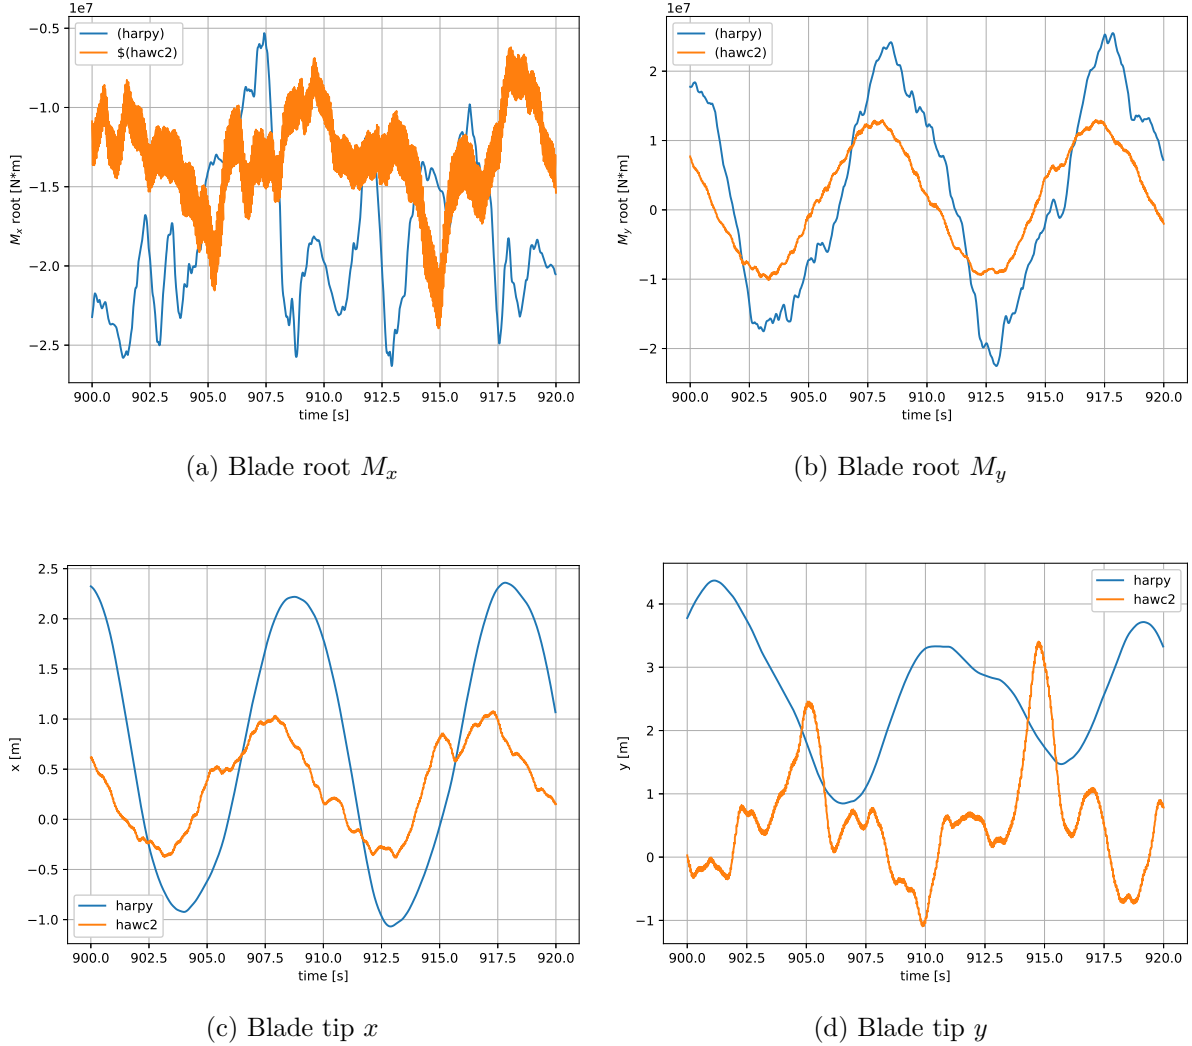 1e7
(harpy)
$(hawc2)
−0.5
−1.0
−1.5
−2.0
−2.5
Mx root [N*m]
900.0 902.5 905.0 907.5 910.0 912.5 915.0 917.5 920.0
time [s]
(a) Blade root Mx
1e7
(harpy)
(hawc2)
2
1
0
−1
−2
My root [N*m]
900.0 902.5 905.0 907.5 910.0 912.5 915.0 917.5 920.0
time [s]
(b) Blade root My
2.5
2.0
1.5
1.0
0.5
0.0
−0.5
−1.0
x [m]
harpy
hawc2
900.0 902.5 905.0 907.5 910.0 912.5 915.0 917.5 920.0
time [s]
(c) Blade tip x
harpy
hawc2
4
3
2
1
0
−1
y [m]
900.0 902.5 905.0 907.5 910.0 912.5 915.0 917.5 920.0
time [s]
(d) Blade tip y